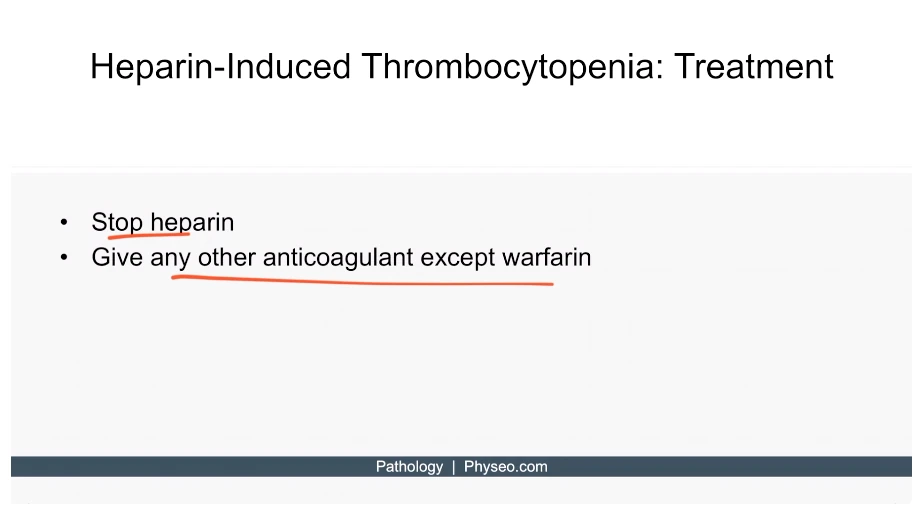 Heparin-Induced Thrombocytopenia: Treatment
• Stop heparin
• Give any other anticoagulant except warfarin
Pathology | Physeo.com